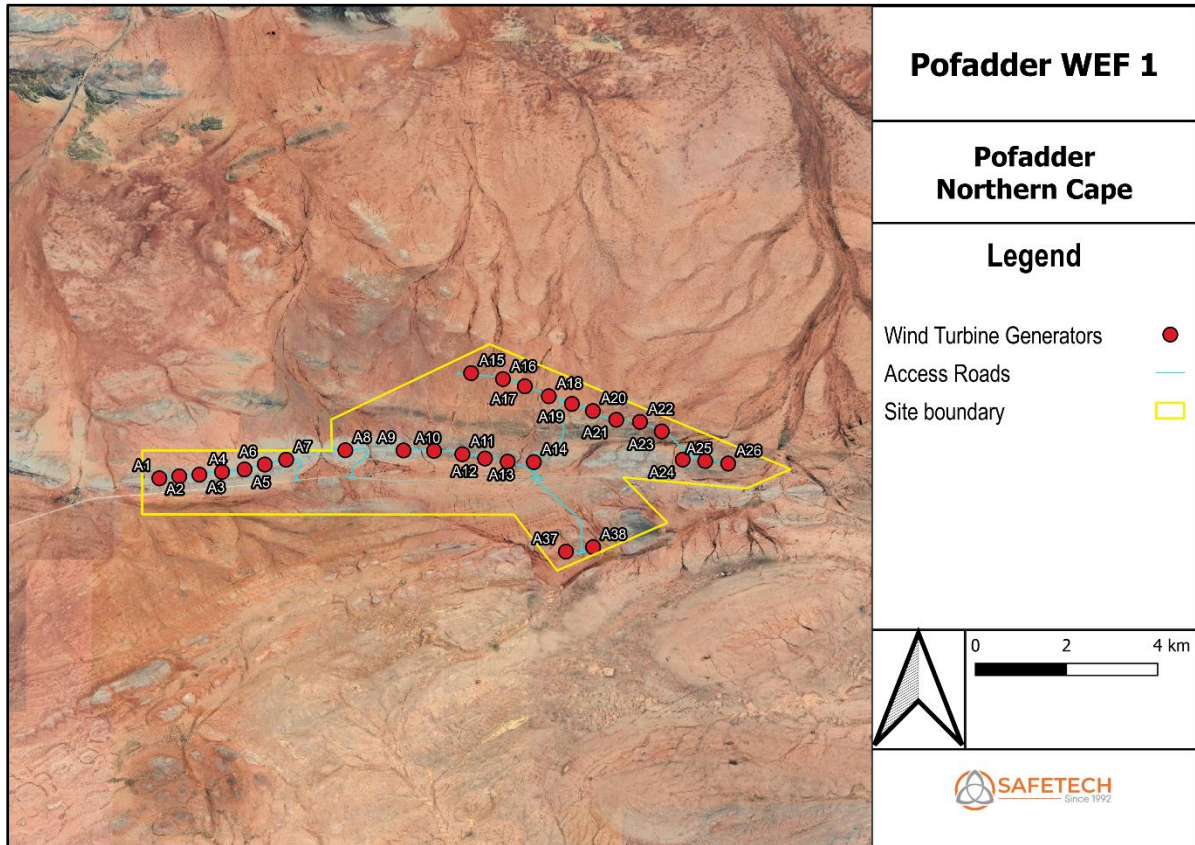 Pofadder WEF 1
Pofadder
Northern Cape
Legend
Wind Turbine Generators
Access Roads
Site boundary
0 2 4 km
SAFETECH
Since 1992
A15
A16
A17
A18
A19
A20
A21
A22
A23
A24
A25
A26
A1
A2
A3
A4
A5
A6
A7
A8
A9
A10
A11
A12
A13
A14
A37
A38